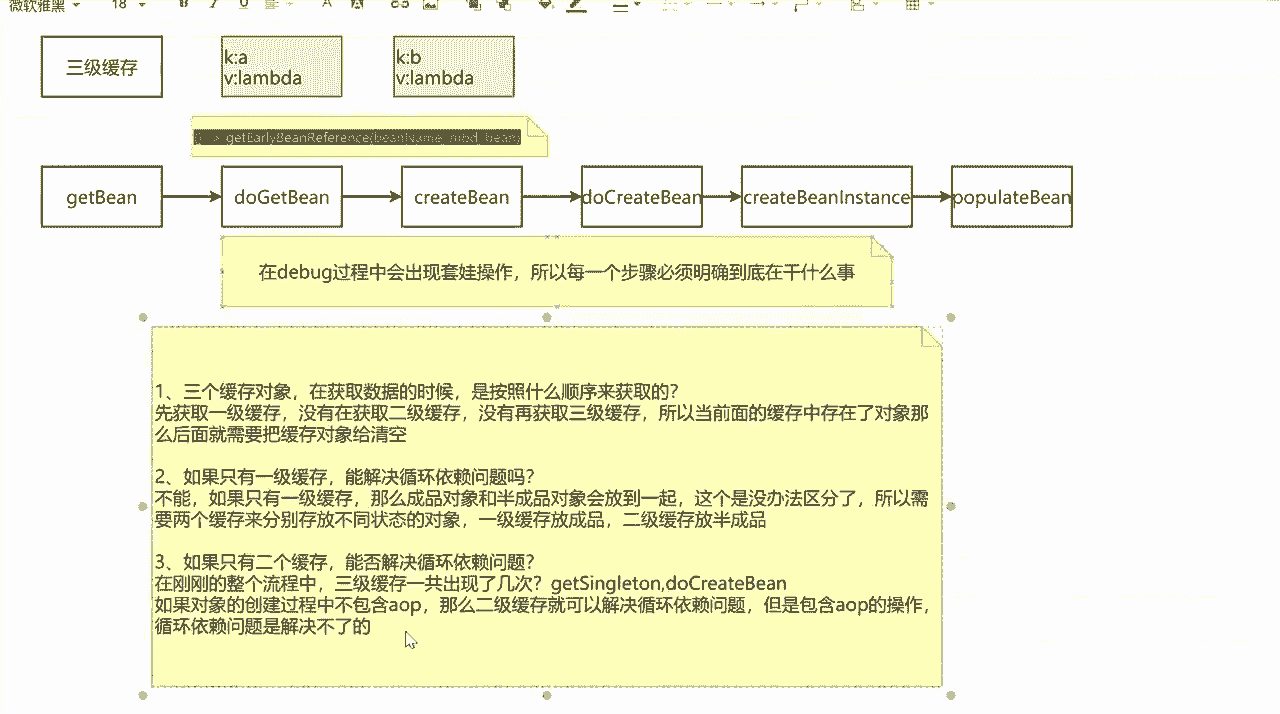 微软雅黑
18
三级缓存
k:a
v:lambda
k:b
v:lambda
getEarlyBeanReference(beanName, mbd, bean)
getBean
doGetBean
createBean
doCreateBean
createBeanInstance
populateBean
在debug过程中会出现套娃操作，所以每一个步骤必须明确到底在干什么事
1、三个缓存对象，在获取数据的时候，是按照什么顺序来获取的？
先获取一级缓存，没有在获取二级缓存，没有再获取三级缓存，所以当前面的缓存中存在了对象那
么后面就需要把缓存对象给清空
2、如果只有一级缓存，能解决循环依赖问题吗？
不能，如果只有一级缓存，那么成品对象和半成品对象会放到一起，这个是没办法区分了，所以需
要两个缓存来分别存放不同状态的对象，一级缓存放成品，二级缓存放半成品
3、如果只有二个缓存，能否解决循环依赖问题？
在刚刚的整个流程中，三级缓存一共出现了几次？getSingleton,doCreateBean
如果对象的创建过程中不包含aop，那么二级缓存就可以解决循环依赖问题，但是包含aop的操作，
循环依赖问题是解决不了的